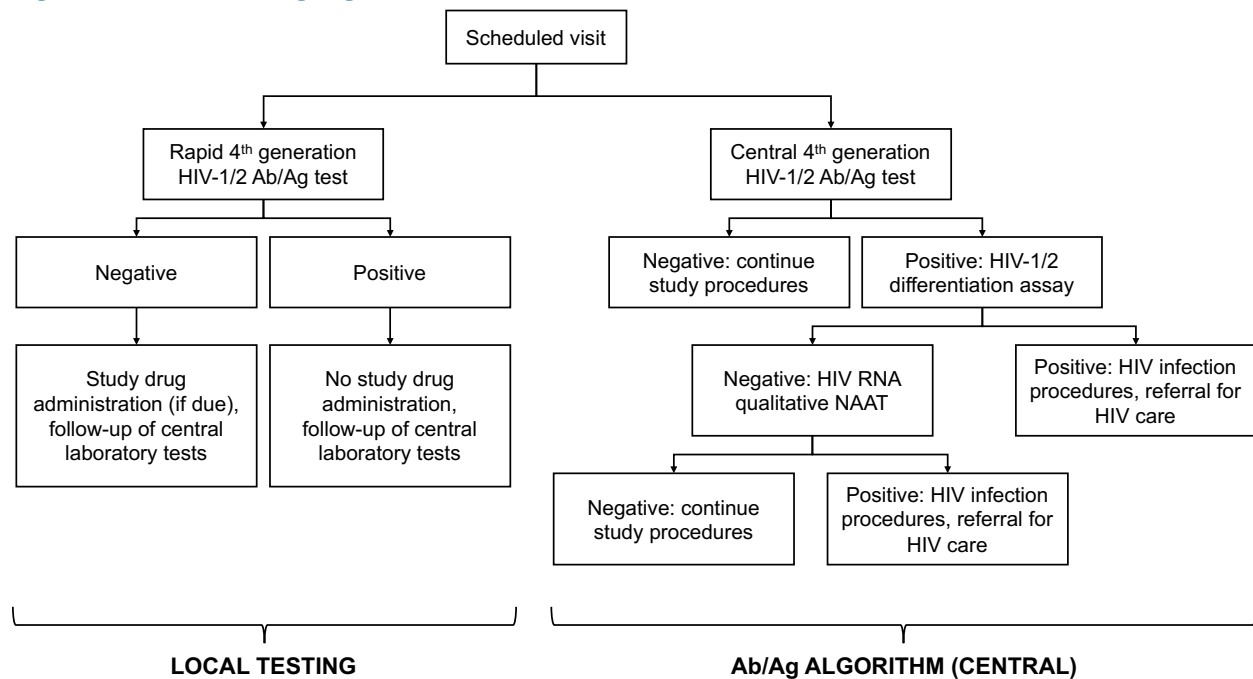 Scheduled visit
Rapid 4th generation
HIV-1/2 Ab/Ag test
Central 4th generation
HIV-1/2 Ab/Ag test
Negative
Positive
Negative: continue
study procedures
Positive: HIV-1/2
differentiation assay
Study drug
administration (if due),
follow-up of central
laboratory tests
No study drug
administration,
follow-up of central
laboratory tests
Negative: HIV RNA
qualitative NAAT
Positive: HIV infection
procedures, referral for
HIV care
Negative: continue
study procedures
Positive: HIV infection
procedures, referral for
HIV care
LOCAL TESTING
Ab/Ag ALGORITHM (CENTRAL)